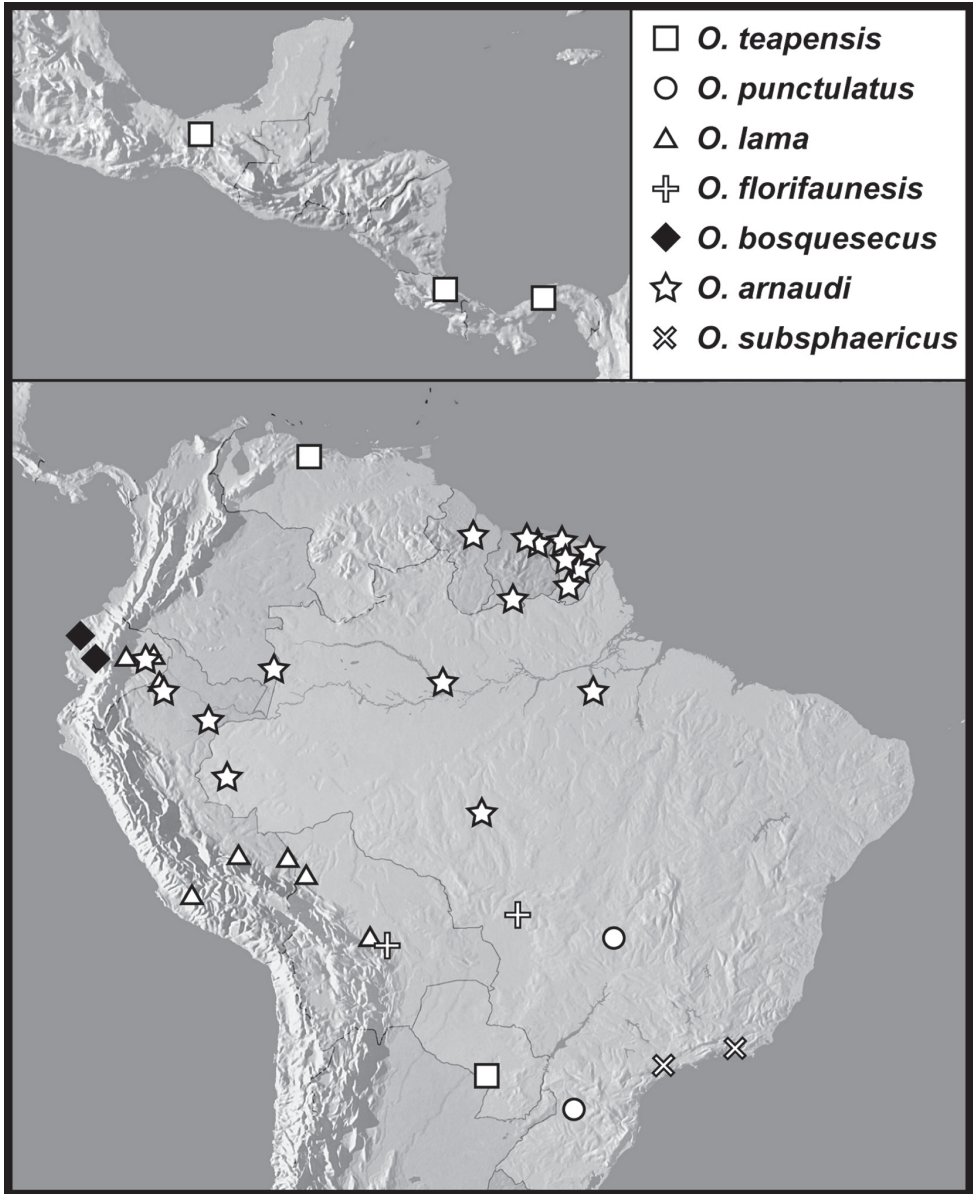 O. teapensis
O. punctulatus
O. lama
O. florifaunesis
O. bosquesecus
O. arnaudi
O. subsphaericus